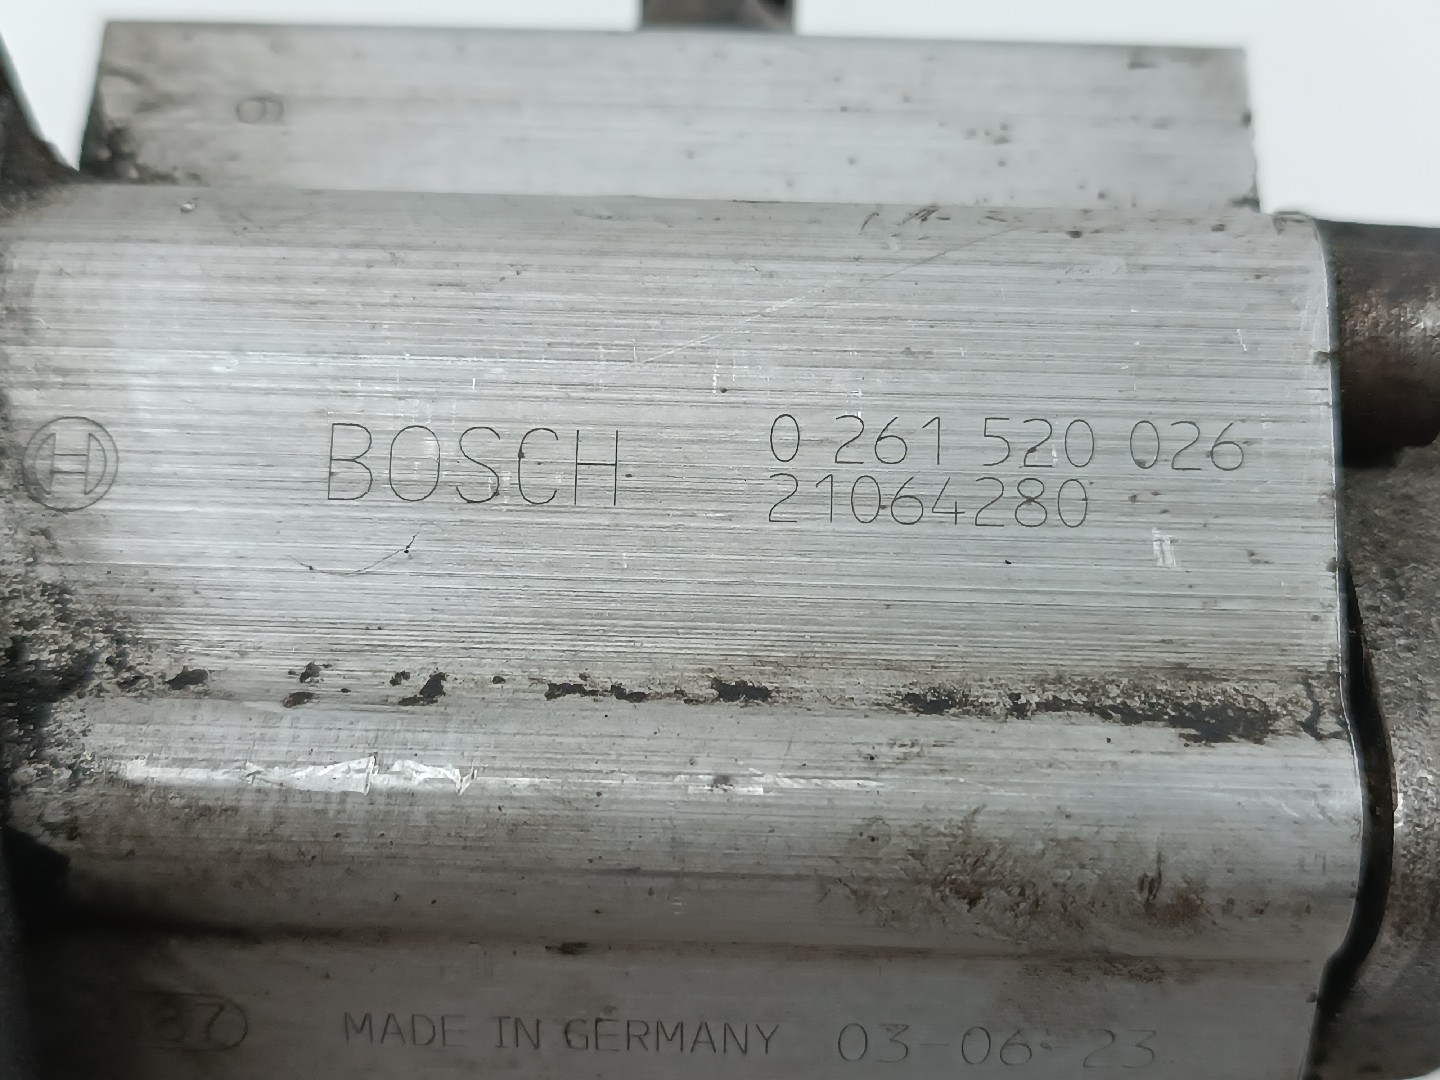 BOSCH
0 261 520 026
21064280
MADE IN GERMANY 03-06-23